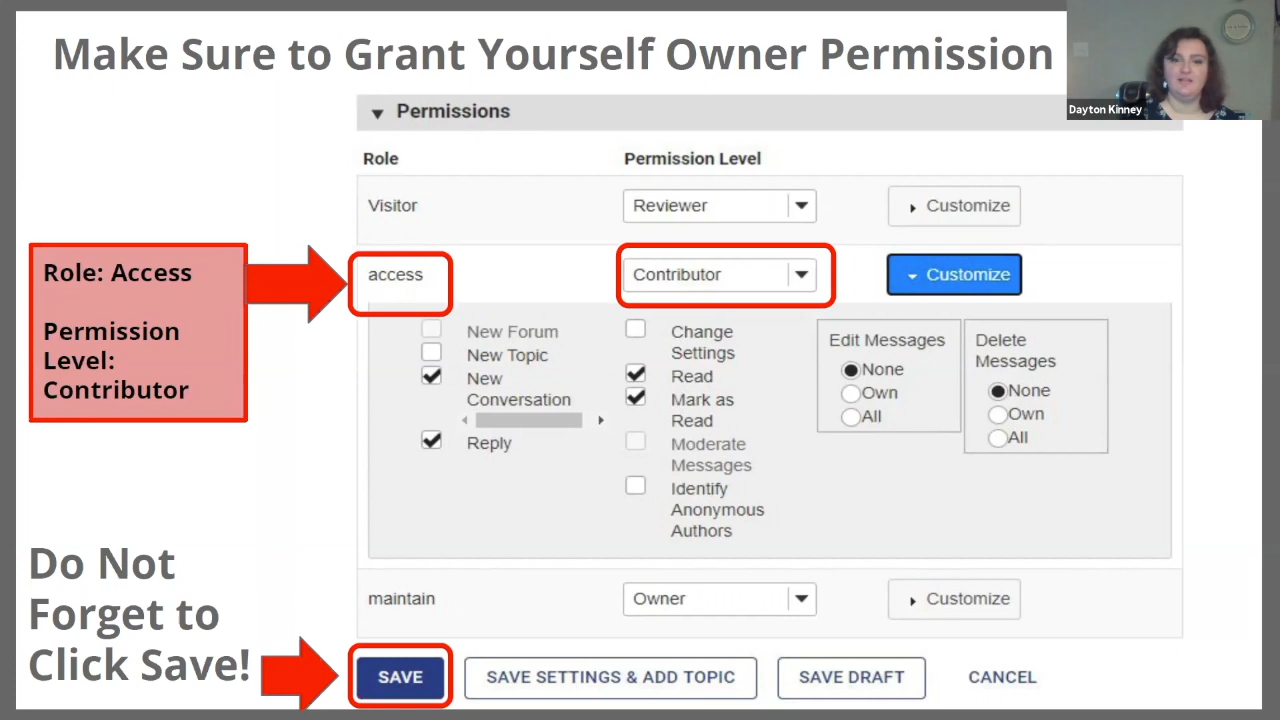 Make Sure to Grant Yourself Owner Permission
Dayton Kinney
Permissions
Role Permission Level
Visitor Reviewer Customize
Role: Access
Permission
Level:
Contributor
access Contributor Customize
New Forum
New Topic
New
Conversation
Reply
Change
Settings
Read
Mark as
Read
Moderate
Messages
Identify
Anonymous
Authors
Edit Messages
None
Own
All
Delete
Messages
None
Own
All
maintain Owner Customize
Do Not
Forget to
Click Save!
SAVE SAVE SETTINGS & ADD TOPIC SAVE DRAFT CANCEL